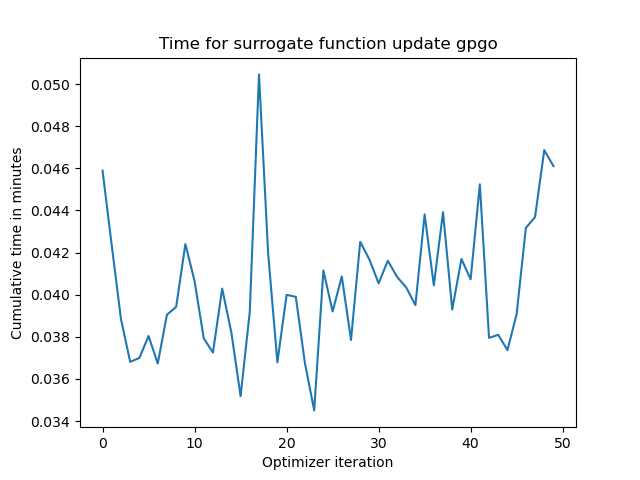 Time for surrogate function update gpgo
0.050
0.048
0.046
0.044
0.042
0.040
0.038
0.036
0.034
Cumulative time in minutes
0 10 20 30 40 50
Optimizer iteration